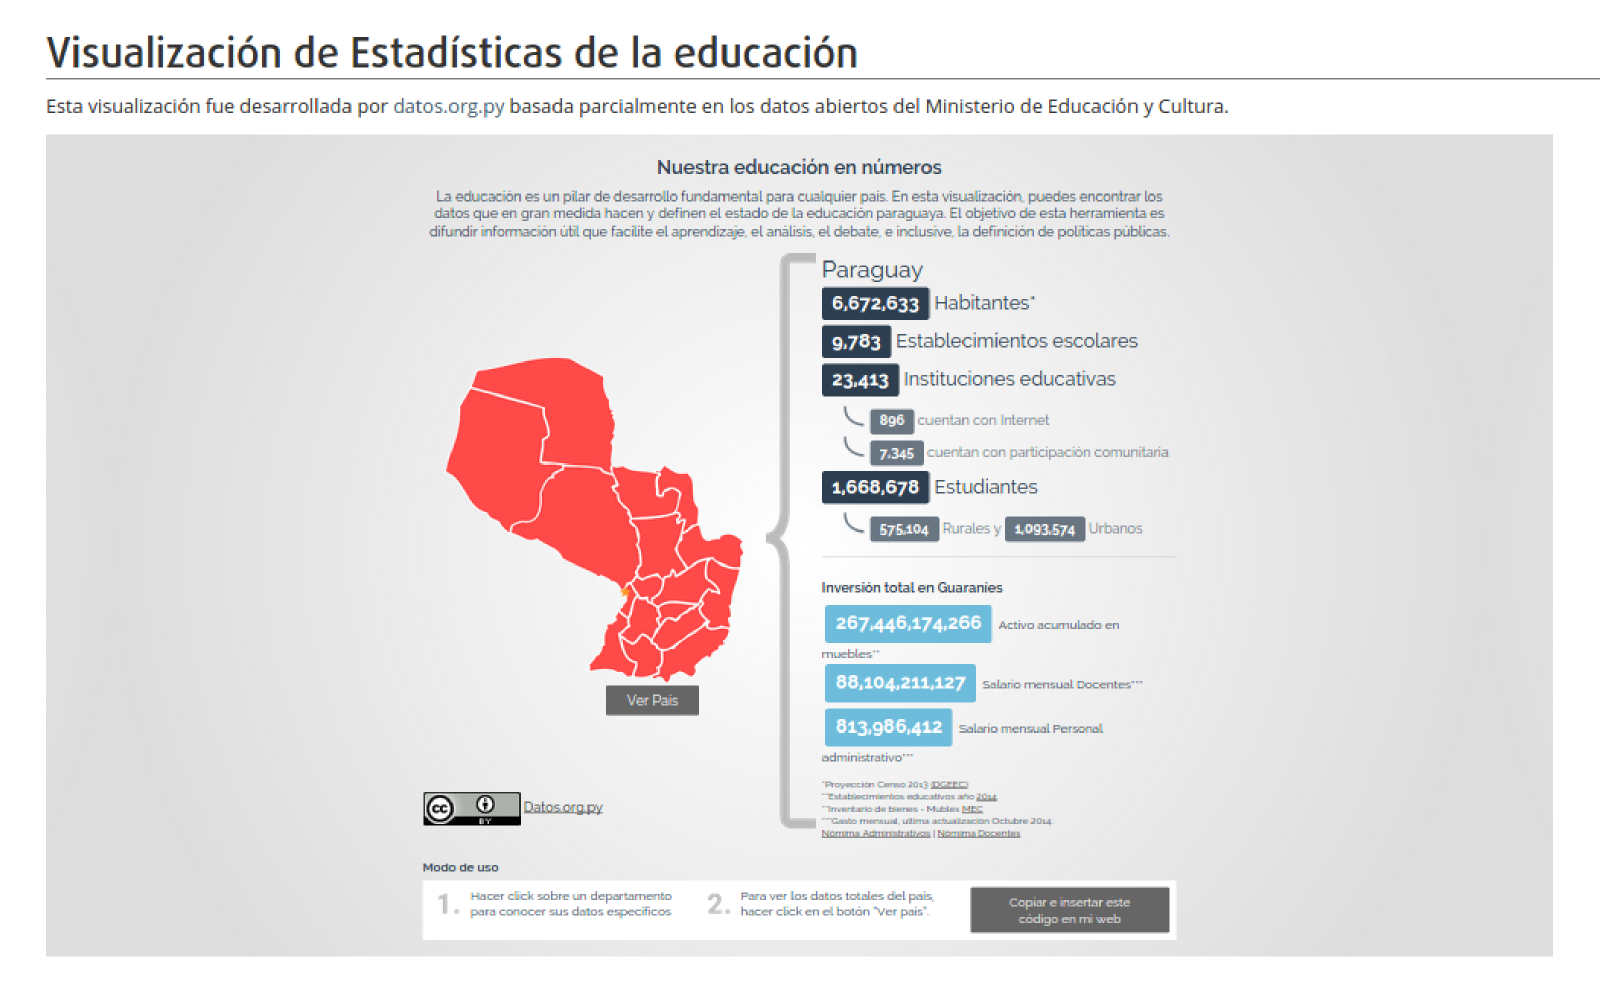 Visualización de Estadísticas de la educación
Esta visualización fue desarrollada por datos.org.py basada parcialmente en los datos abiertos del Ministerio de Educación y Cultura.
Nuestra educación en números
La educación es un pilar de desarrollo fundamental para cualquier país. En esta visualización, puedes encontrar los
datos que en gran medida hacen y definen el estado de la educación paraguaya. El objetivo de esta herramienta es
difundir información útil que facilite el aprendizaje, el análisis, el debate, e inclusive, la definición de políticas públicas.
Paraguay
6,672,633 Habitantes*
9,783 Establecimientos escolares
23,413 Instituciones educativas
896 cuentan con Internet
7,345 cuentan con participación comunitaria
1,668,678 Estudiantes
575,104 Rurales y 1,093,574 Urbanos
Inversión total en Guaraníes
267,446,174,266 Activo acumulado en
muebles**
88,104,211,127 Salario mensual Docentes***
813,986,412 Salario mensual Personal
administrativo***
*Proyección Censo 2013 (DGEEC)
**Establecimientos educativos año 2014
**Inventario de bienes - Mubles MEC
***Gasto mensual, ultima actualización Octubre 2014.
Nómima Administrativos | Nómima Docentes
Ver País
cc BY Datos.org.py
Modo de uso
1. Hacer click sobre un departamento
para conocer sus datos específicos
2. Para ver los datos totales del país,
hacer click en el botón "Ver país".
Copiar e insertar este
código en mi web